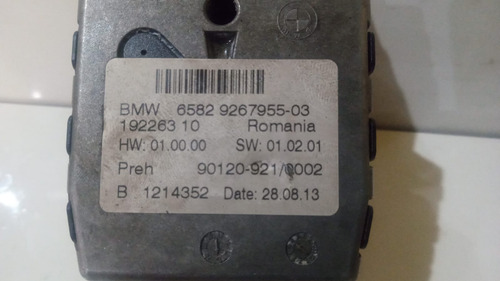 BMW 6582 9267955-03
192263 10 Romania
HW: 01.00.00 SW: 01.02.01
Preh 90120-921/0002
B 1214352 Date: 28.08.13